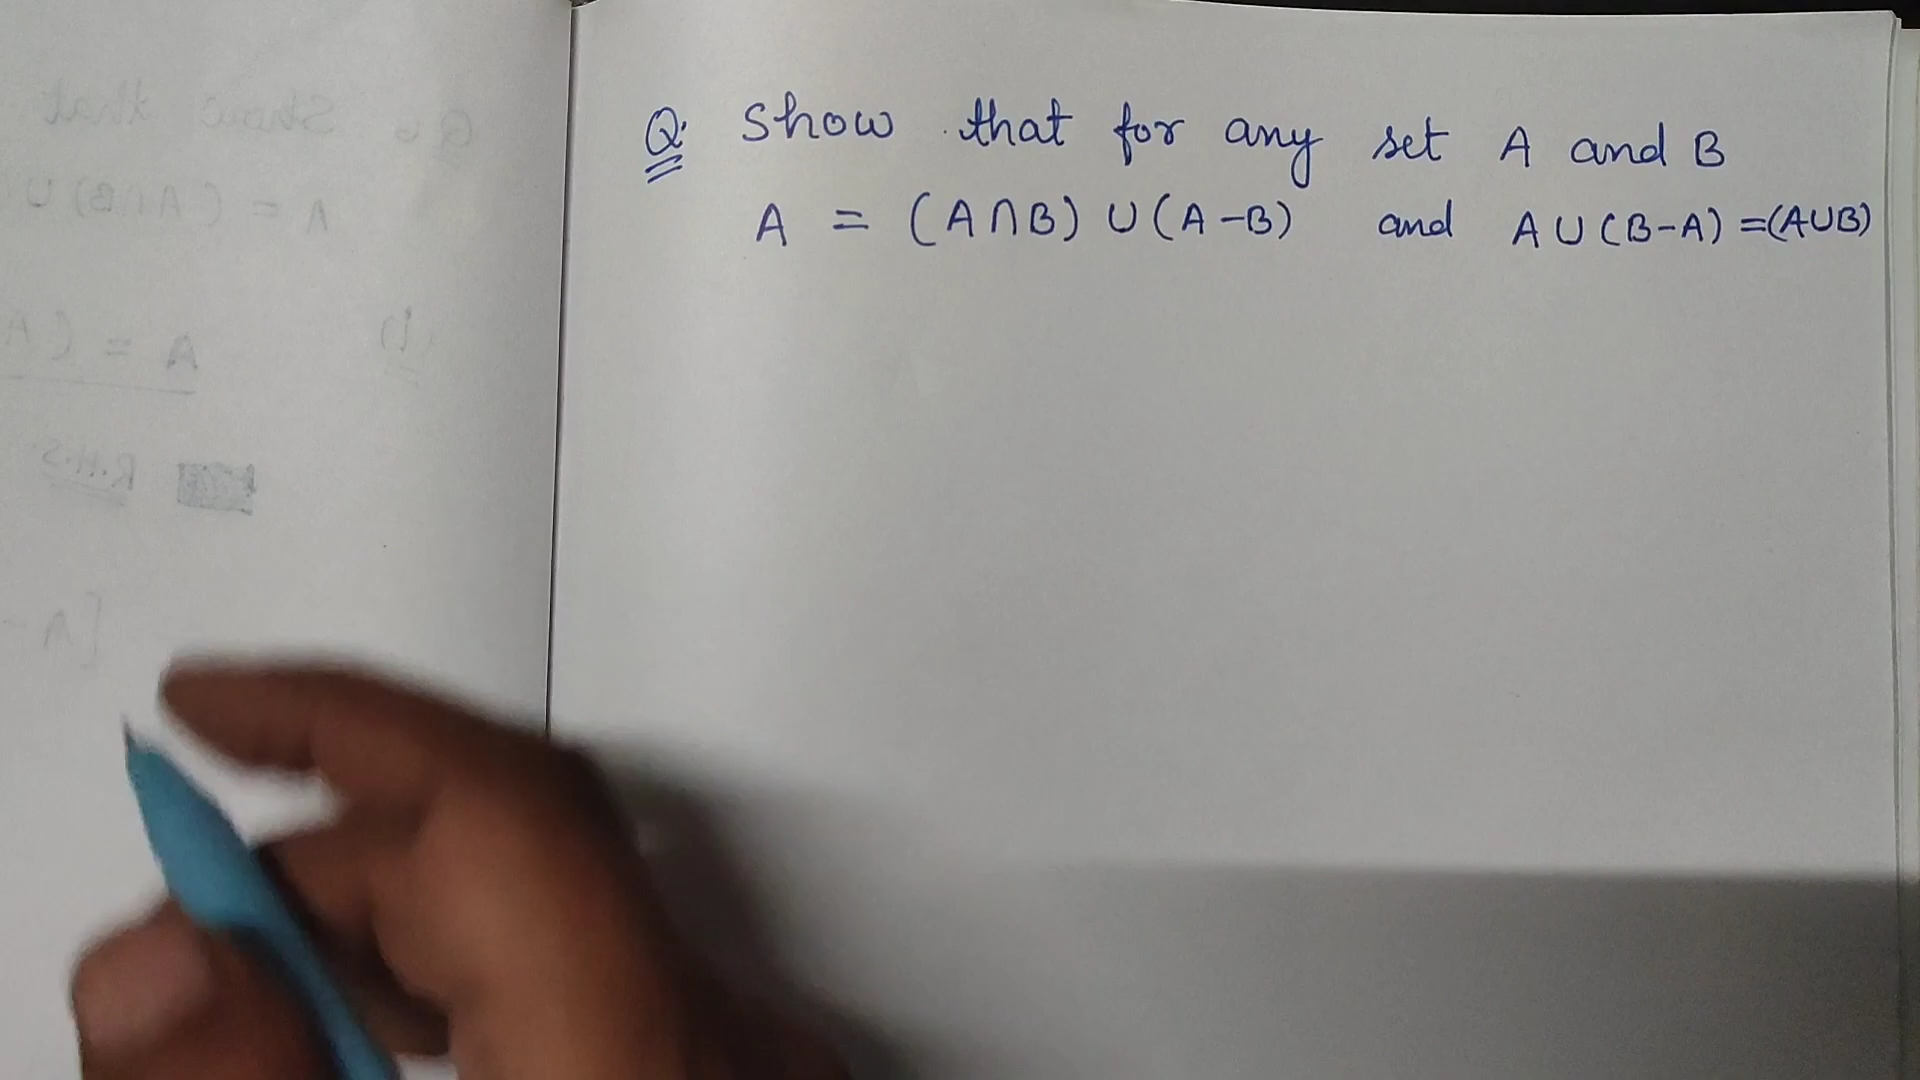 Q. Show that for any set A and B
A = (A∩B) ∪ (A-B) and A∪(B-A) = (A∪B)